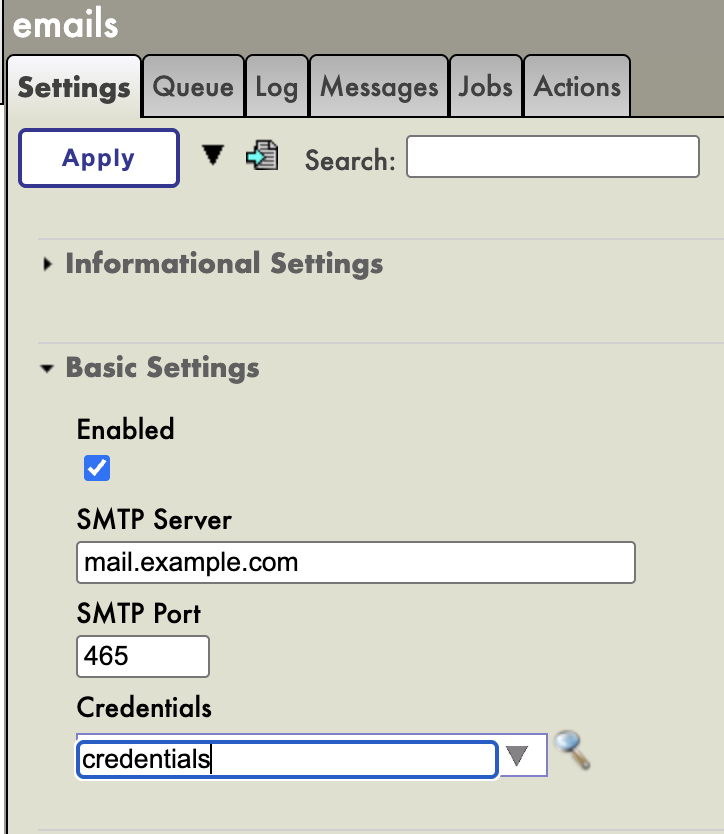 emails
Settings Queue Log Messages Jobs Actions
Apply Search:
Informational Settings
Basic Settings
Enabled
SMTP Server
mail.example.com
SMTP Port
465
Credentials
credentials